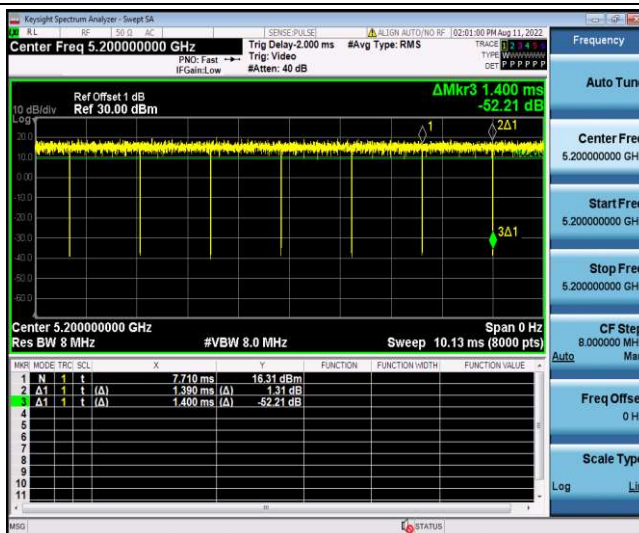 Keysight Spectrum Analyzer - Swept SA
RL RF 50 Ω AC SENSE:PULSE ALIGN AUTO/NO RF 02:01:00 PM Aug 11, 2022
Center Freq 5.200000000 GHz
PNO: Fast
IFGain:Low
Trig Delay-2.000 ms
Trig: Video
#Atten: 40 dB
#Avg Type: RMS
TRACE 1 2 3 4 5 6
TYPE
DET P P P P P P
ΔMkr3 1.400 ms
-52.21 dB
Ref Offset 1 dB
10 dB/div Ref 30.00 dBm
Log
20.0
10.0
0.00
-10.0
-20.0
-30.0
-40.0
-50.0
-60.0
1
2Δ1
3Δ1
Center 5.200000000 GHz Span 0 Hz
Res BW 8 MHz #VBW 8.0 MHz Sweep 10.13 ms (8000 pts)
MKR MODE TRC SCL X Y FUNCTION FUNCTION WIDTH FUNCTION VALUE
1 N 1 t 7.710 ms 16.31 dBm
2 Δ1 1 t (Δ) 1.390 ms (Δ) 1.31 dB
3 Δ1 1 t (Δ) 1.400 ms (Δ) -52.21 dB
4
5
6
7
8
9
10
11
MSG STATUS
Frequency
Auto Tun
Center Fre
5.200000000 GH
Start Fre
5.200000000 GH
Stop Fre
5.200000000 GH
CF Step
8.000000 MH
Auto Ma
Freq Offse
0 H
Scale Type
Log Li